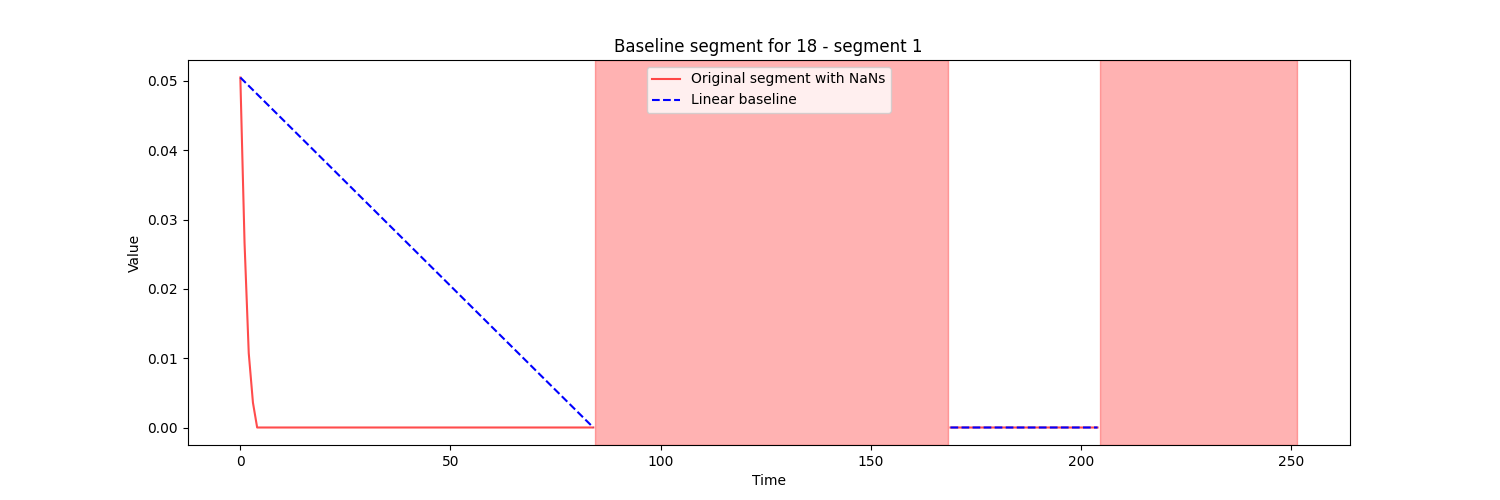 Baseline segment for 18 - segment 1
Original segment with NaNs
Linear baseline
0.05
0.04
0.03
0.02
0.01
0.00
Value
0 50 100 150 200 250
Time